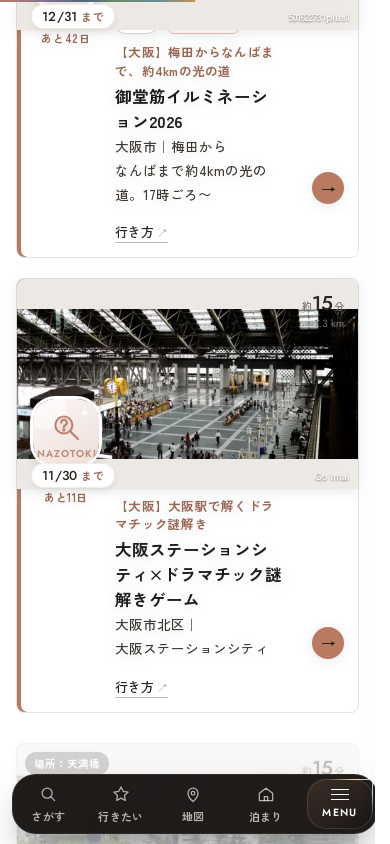 12/31 まで
あと42日
【大阪】梅田からなんばま
で、約4kmの光の道
御堂筋イルミネーシ
ョン2026
大阪市｜梅田から
なんばまで約4kmの光の
道。17時ごろ〜
→
行き方 ↗
約15分
NAZOTOKI
11/30 まで
Go Imai
あと11日
【大阪】大阪駅で解くドラ
マチック謎解き
大阪ステーションシ
ティ×ドラマチック謎
解きゲーム
大阪市北区｜
大阪ステーションシティ
→
行き方 ↗
場所：天満橋
約15分
さがす
行きたい
地図
泊まり
MENU